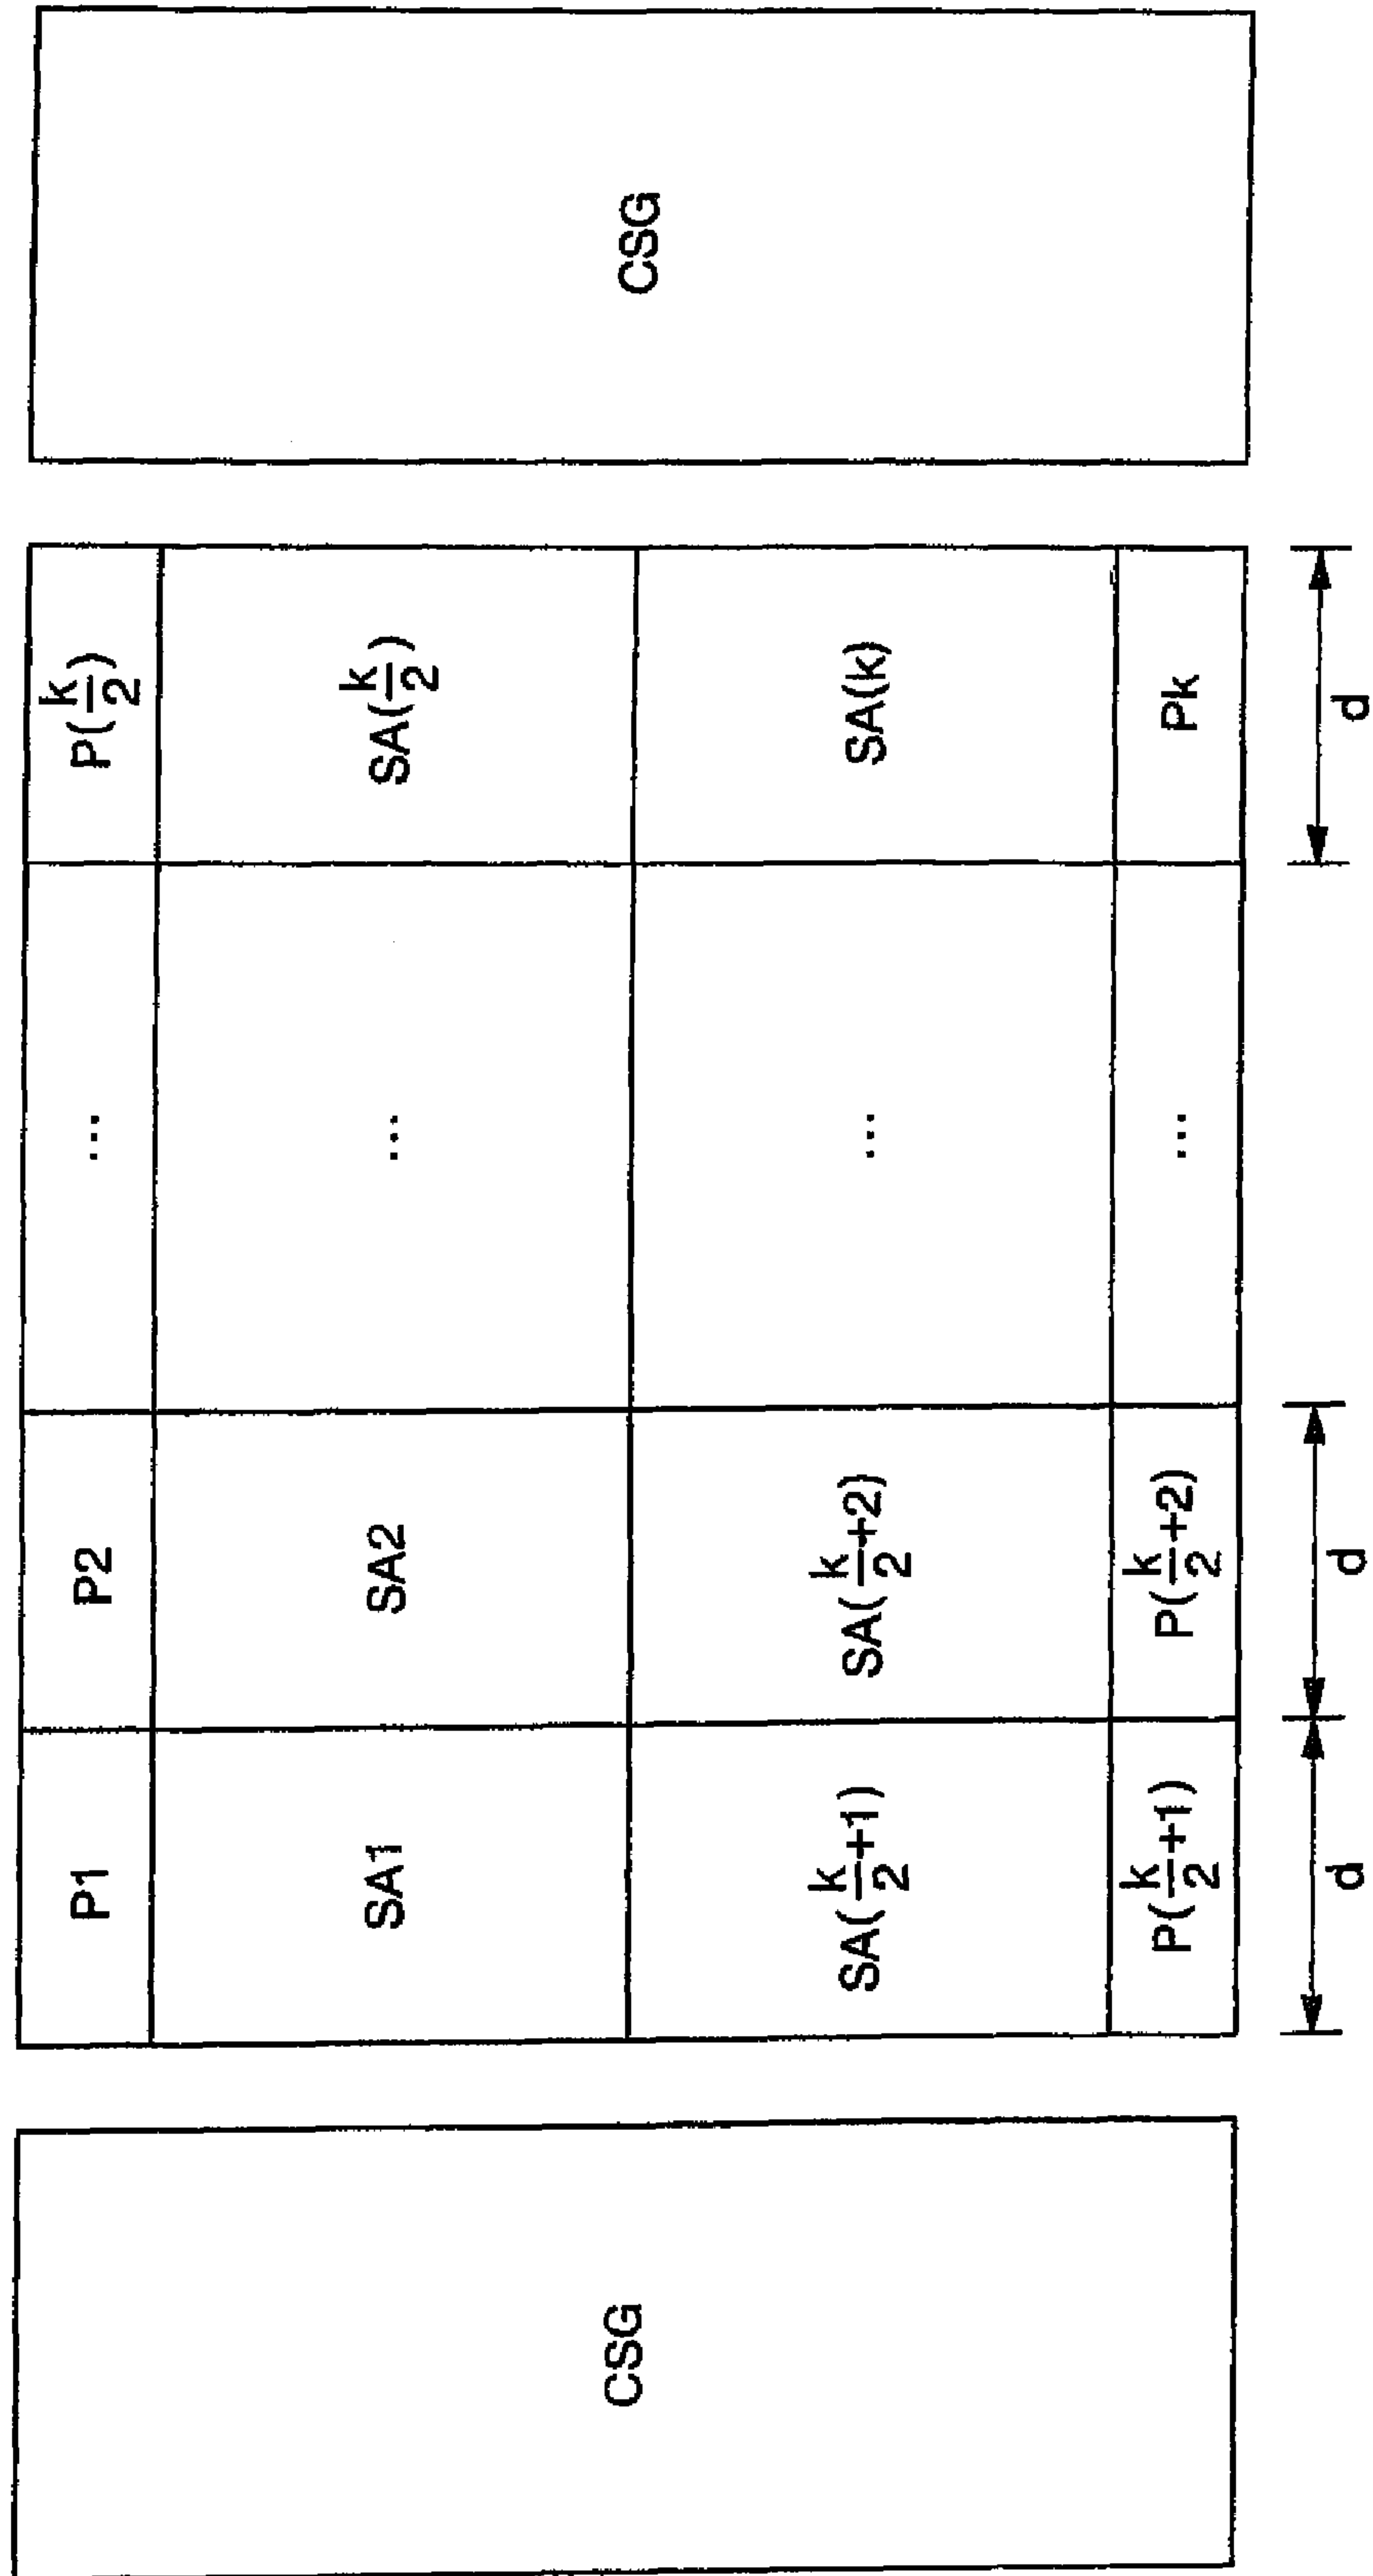 CSG
P1 P2 ... P(k/2)
SA1 SA2 ... SA(k/2)
SA(k/2+1) SA(k/2+2) ... SA(k)
P(k/2+1) P(k/2+2) ... Pk
d d d
CSG